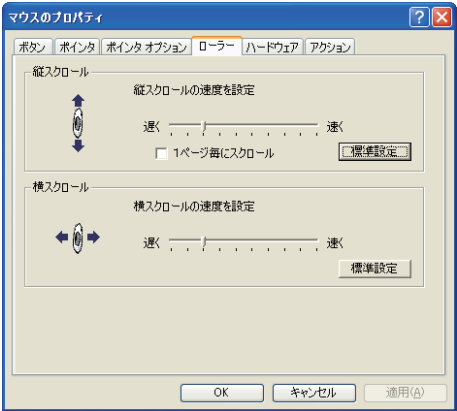 マウスのプロパティ
ボタン ポインタ ポインタ オプション ローラー ハードウェア アクション
縦スクロール
縦スクロールの速度を設定
遅く 速く
1ページ毎にスクロール 標準設定
横スクロール
横スクロールの速度を設定
遅く 速く
標準設定
OK キャンセル 適用(A)